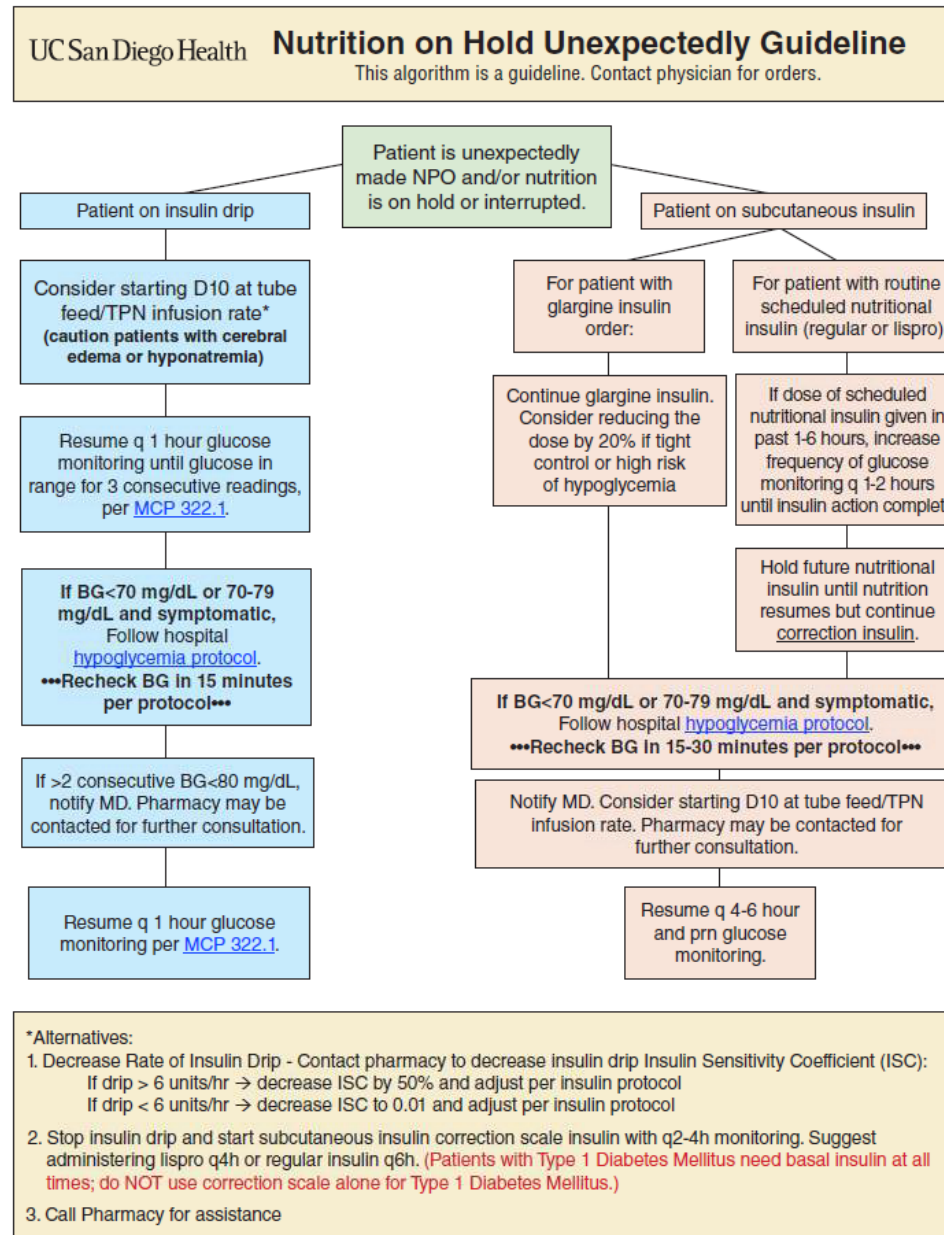 UC San Diego Health
Nutrition on Hold Unexpectedly Guideline
This algorithm is a guideline. Contact physician for orders.
Patient is unexpectedly
made NPO and/or nutrition
is on hold or interrupted.
Patient on insulin drip
Consider starting D10 at tube
feed/TPN infusion rate*
(caution patients with cerebral
edema or hyponatremia)
Resume q 1 hour glucose
monitoring until glucose in
range for 3 consecutive readings,
per MCP 322.1.
If BG<70 mg/dL or 70-79
mg/dL and symptomatic,
Follow hospital
hypoglycemia protocol.
•••Recheck BG in 15 minutes
per protocol•••
If >2 consecutive BG<80 mg/dL,
notify MD. Pharmacy may be
contacted for further consultation.
Resume q 1 hour glucose
monitoring per MCP 322.1.
Patient on subcutaneous insulin
For patient with
glargine insulin
order:
Continue glargine insulin.
Consider reducing the
dose by 20% if tight
control or high risk
of hypoglycemia
For patient with routine
scheduled nutritional
insulin (regular or lispro)
If dose of scheduled
nutritional insulin given in
past 1-6 hours, increase
frequency of glucose
monitoring q 1-2 hours
until insulin action complet
Hold future nutritional
insulin until nutrition
resumes but continue
correction insulin.
If BG<70 mg/dL or 70-79 mg/dL and symptomatic,
Follow hospital hypoglycemia protocol.
•••Recheck BG in 15-30 minutes per protocol•••
Notify MD. Consider starting D10 at tube feed/TPN
infusion rate. Pharmacy may be contacted for
further consultation.
Resume q 4-6 hour
and prn glucose
monitoring.
*Alternatives:
1. Decrease Rate of Insulin Drip - Contact pharmacy to decrease insulin drip Insulin Sensitivity Coefficient (ISC):
If drip > 6 units/hr → decrease ISC by 50% and adjust per insulin protocol
If drip < 6 units/hr → decrease ISC to 0.01 and adjust per insulin protocol
2. Stop insulin drip and start subcutaneous insulin correction scale insulin with q2-4h monitoring. Suggest
administering lispro q4h or regular insulin q6h. (Patients with Type 1 Diabetes Mellitus need basal insulin at all
times; do NOT use correction scale alone for Type 1 Diabetes Mellitus.)
3. Call Pharmacy for assistance